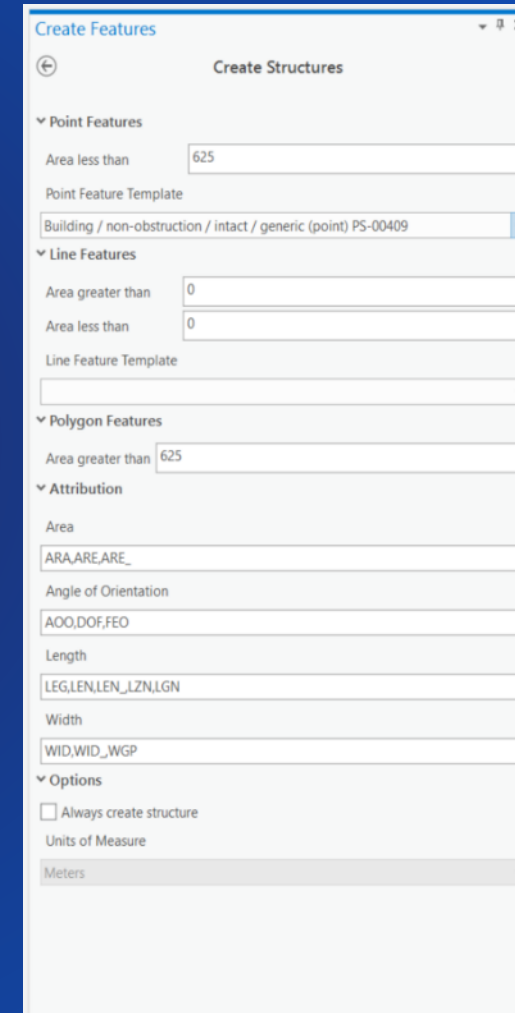 Create Features
Create Structures
Point Features
Area less than 625
Point Feature Template
Building / non-obstruction / intact / generic (point) PS-00409
Line Features
Area greater than 0
Area less than 0
Line Feature Template
Polygon Features
Area greater than 625
Attribution
Area
ARA,ARE,ARE_
Angle of Orientation
AOO,DOF,FEO
Length
LEG,LEN,LEN_,LZN,LGN
Width
WID,WID_,WGP
Options
Always create structure
Units of Measure
Meters